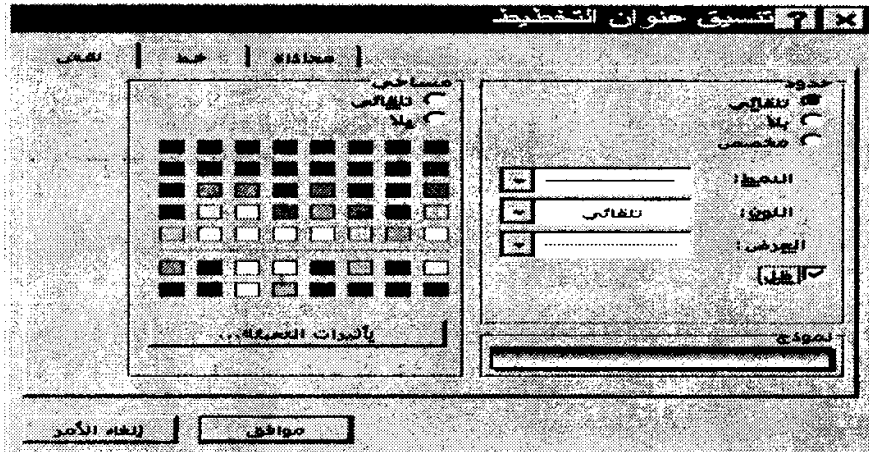 تنسيق عنوان التخطيط
نقش
خط
محاذاة
حدود
تلقائي
بلا
مخصص
النمط:
اللون:
تلقائي
العرض:
ظل
نموذج
مساحي
تلقائي
بلا
تأثيرات التعبئة...
موافق
إلغاء الأمر